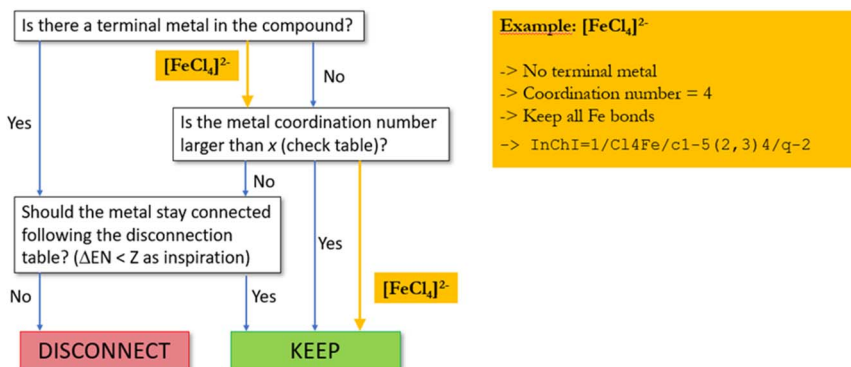 Is there a terminal metal in the compound?
[FeCl₄]²⁻
No
Yes
Is the metal coordination number
larger than x (check table)?
No
Should the metal stay connected
following the disconnection
table? (ΔEN < Z as inspiration)
Yes
No
Yes
[FeCl₄]²⁻
DISCONNECT
KEEP
Example: [FeCl₄]²⁻
-> No terminal metal
-> Coordination number = 4
-> Keep all Fe bonds
-> InChI=1/Cl4Fe/c1-5(2,3)4/q-2